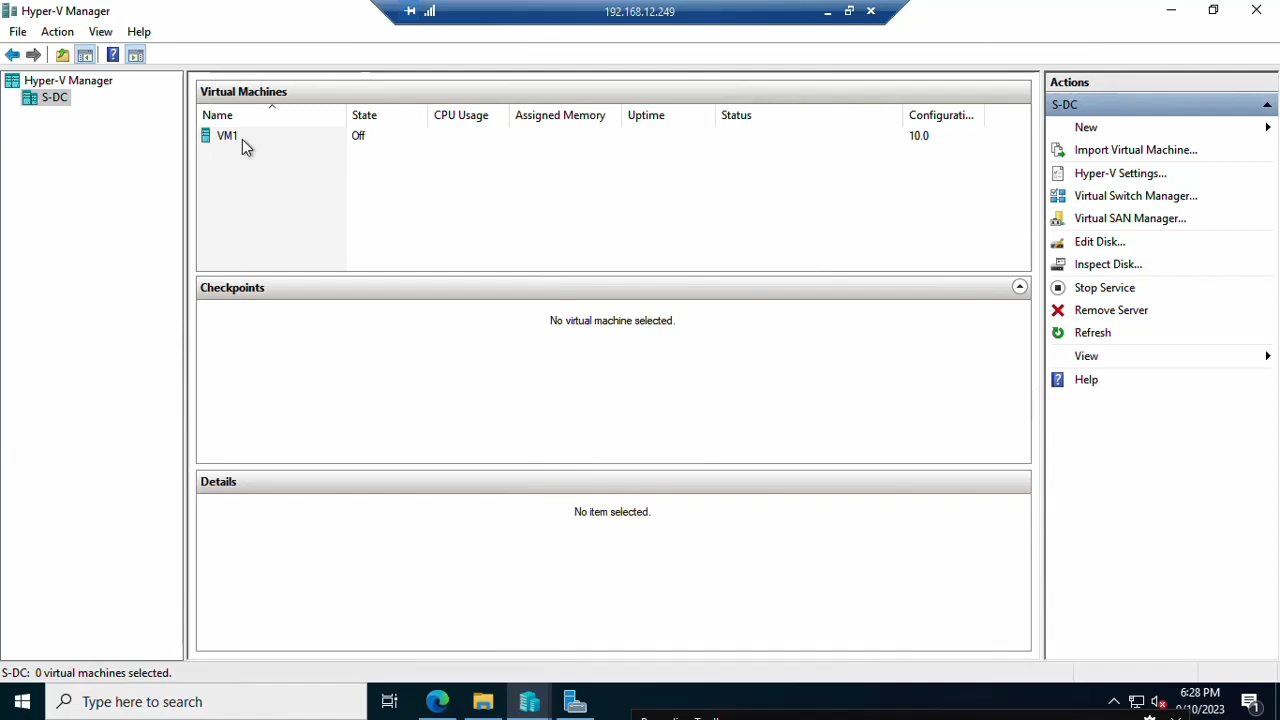 Hyper-V Manager
192.168.12.249
File Action View Help
Hyper-V Manager
S-DC
Virtual Machines
Name State CPU Usage Assigned Memory Uptime Status Configurati...
VM1 Off 10.0
Checkpoints
No virtual machine selected.
Details
No item selected.
Actions
S-DC
New
Import Virtual Machine...
Hyper-V Settings...
Virtual Switch Manager...
Virtual SAN Manager...
Edit Disk...
Inspect Disk...
Stop Service
Remove Server
Refresh
View
Help
S-DC: 0 virtual machines selected.
Type here to search
6:28 PM
/10/2023
1